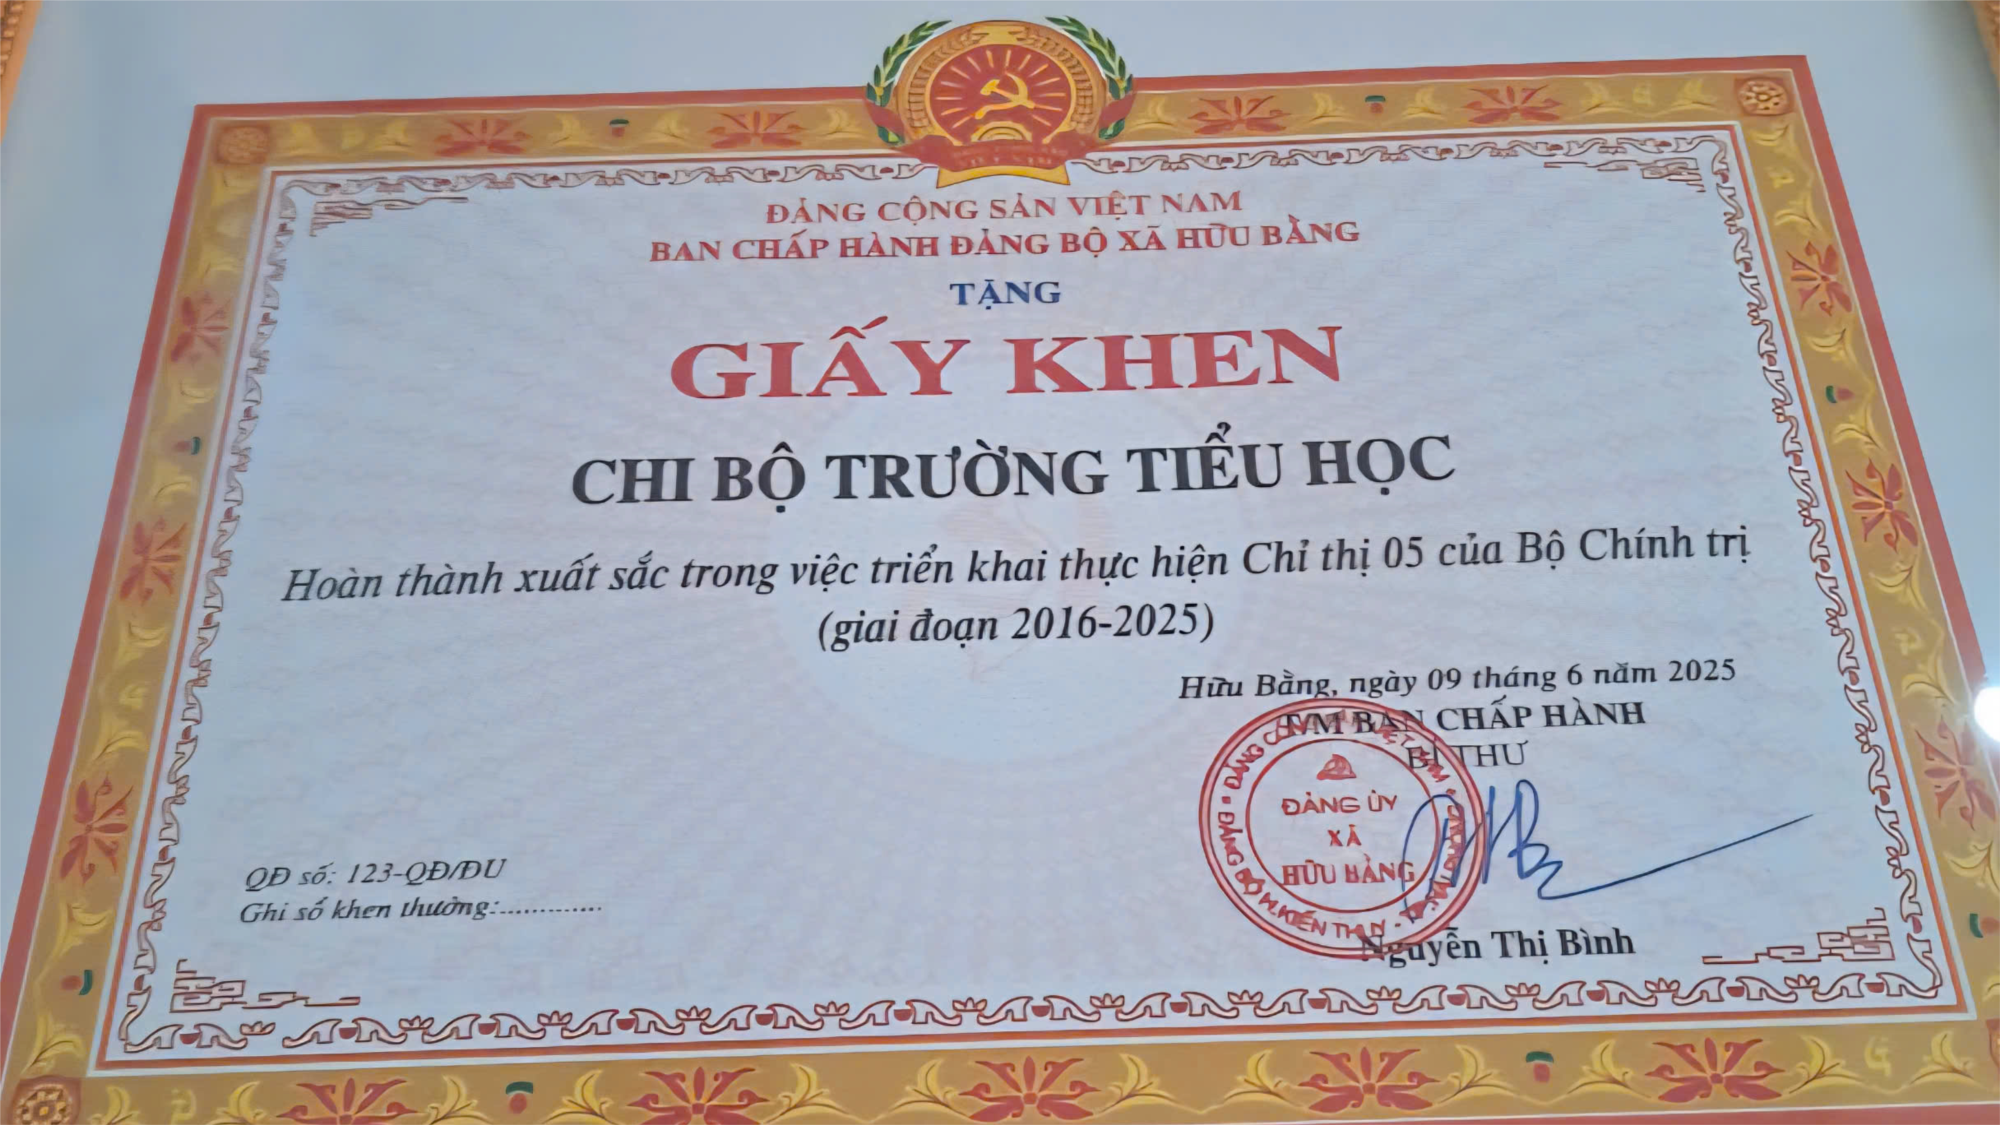 ĐẢNG CỘNG SẢN VIỆT NAM
BAN CHẤP HÀNH ĐẢNG BỘ XÃ HỮU BẰNG
TẶNG
GIẤY KHEN
CHI BỘ TRƯỜNG TIỂU HỌC
Hoàn thành xuất sắc trong việc triển khai thực hiện Chỉ thị 05 của Bộ Chính trị
(giai đoạn 2016-2025)
Hữu Bằng, ngày 09 tháng 6 năm 2025
T/M BAN CHẤP HÀNH
BÍ THƯ
ĐẢNG ỦY
XÃ
HỮU BẰNG
QĐ số: 123-QĐ/ĐU
Ghi sổ khen thưởng:.............
Nguyễn Thị Bình